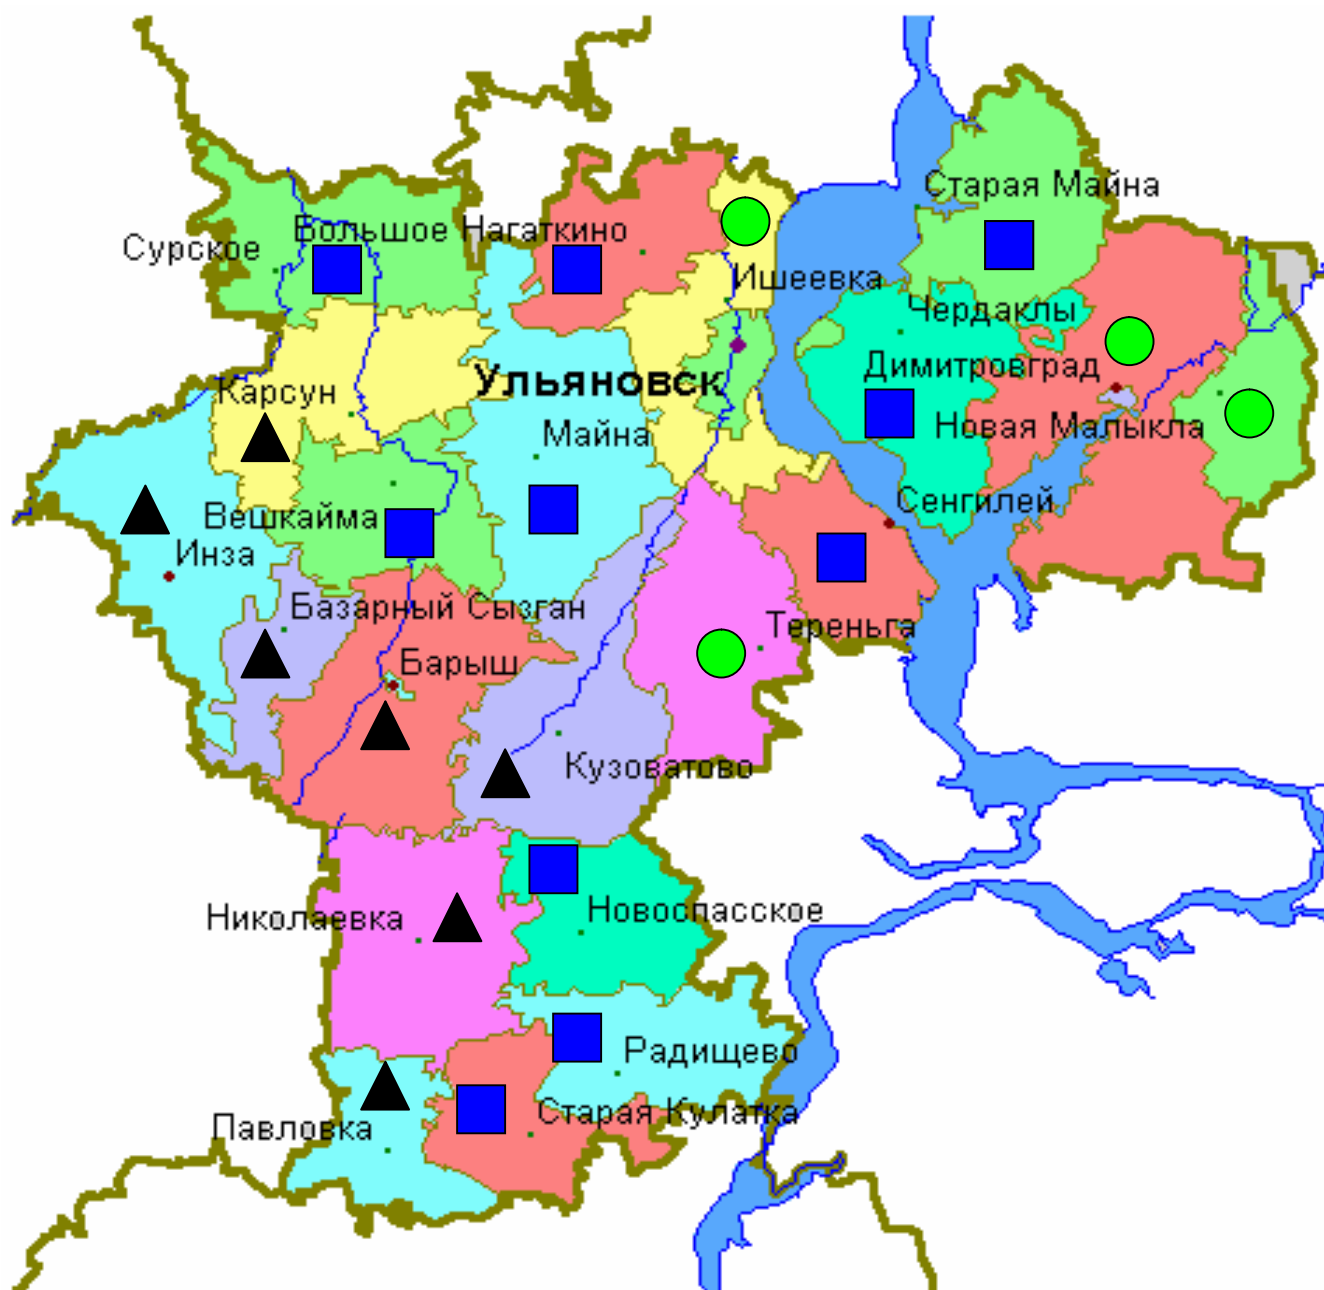 Старая Майна
Большое Нагаткино
Сурское
Ишеевка
Чердаклы
Димитровград
Ульяновск
Карсун
Новая Малыкла
Майна
Сенгилей
Вешкайма
Инза
Базарный Сызган
Тереньга
Барыш
Кузоватово
Новоспасское
Николаевка
Радищево
Старая Кулатка
Павловка